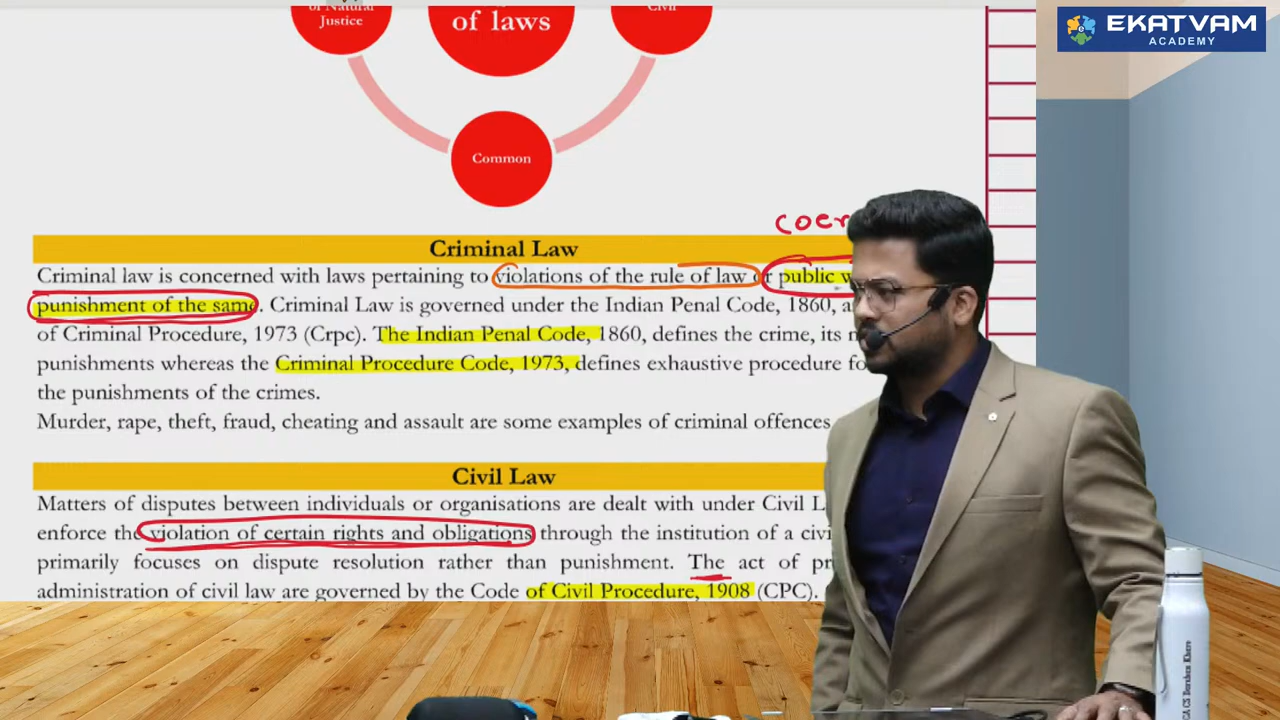 EKATVAM
ACADEMY
of Natural
Justice
of laws
Civil
Common
Criminal Law
Criminal law is concerned with laws pertaining to violations of the rule of law or public
punishment of the same. Criminal Law is governed under the Indian Penal Code, 1860,
of Criminal Procedure, 1973 (Crpc). The Indian Penal Code, 1860, defines the crime, its
punishments whereas the Criminal Procedure Code, 1973, defines exhaustive procedure
the punishments of the crimes.
Murder, rape, theft, fraud, cheating and assault are some examples of criminal offences
Civil Law
Matters of disputes between individuals or organisations are dealt with under Civil
enforce the violation of certain rights and obligations through the institution of a
primarily focuses on dispute resolution rather than punishment. The act of
administration of civil law are governed by the Code of Civil Procedure, 1908 (CPC).